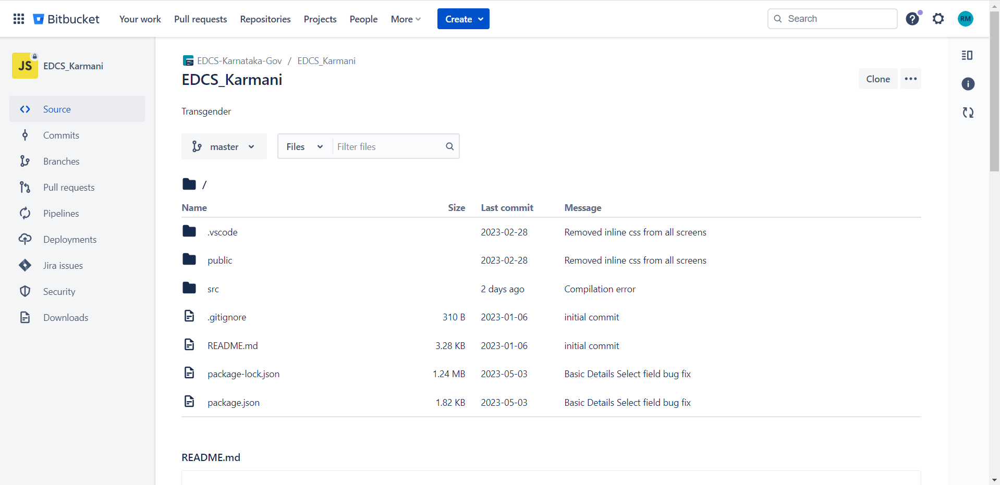 Bitbucket Your work Pull requests Repositories Projects People More Create Search RM
JS EDCS_Karmani
Source
Commits
Branches
Pull requests
Pipelines
Deployments
Jira issues
Security
Downloads
EDCS-Karnataka-Gov / EDCS_Karmani
EDCS_Karmani
Clone
Transgender
master Files Filter files
/
Name Size Last commit Message
.vscode 2023-02-28 Removed inline css from all screens
public 2023-02-28 Removed inline css from all screens
src 2 days ago Compilation error
.gitignore 310 B 2023-01-06 initial commit
README.md 3.28 KB 2023-01-06 initial commit
package-lock.json 1.24 MB 2023-05-03 Basic Details Select field bug fix
package.json 1.82 KB 2023-05-03 Basic Details Select field bug fix
README.md